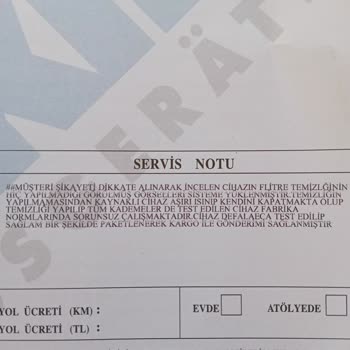 SERVİS NOTU
##MÜŞTERİ ŞİKAYETİ DİKKATE ALINARAK İNCELEN CİHAZIN FLİTRE TEMİZLĞİNİN
HİÇ YAPILMADIĞI GÖRÜLMÜŞ GÖRSELLERİ SİSTEME YÜKLENMİŞTİR.TEMİZLİĞİN
YAPILMAMASINDAN KAYNAKLI CİHAZ AŞIRI ISINIP KENDİNİ KAPATMAKTA OLUP
TEMİZLİĞİ YAPILIP TÜM KADEMELER DE TEST EDİLEN CİHAZ FABRİKA
NORMLARINDA SORUNSUZ ÇALIŞMAKTADIR.CİHAZ DEFALARCA TEST EDİLİP
SAĞLAM BİR ŞEKİLDE PAKETLENEREK KARGO İLE GÖNDERİMİ SAĞLANMIŞTIR
YOL ÜCRETİ (KM) :
EVDE ATÖLYEDE
YOL ÜCRETİ (TL) :